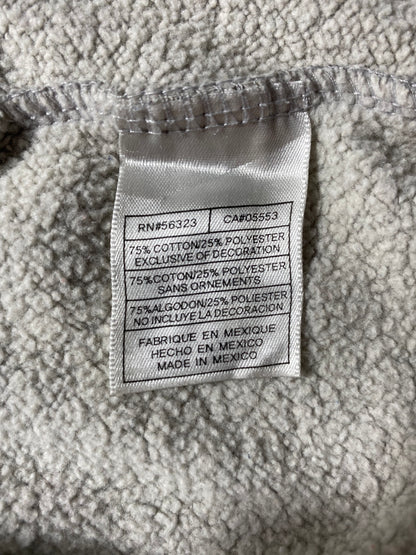 RN#56323 CA#05553
75% COTTON/25% POLYESTER
EXCLUSIVE OF DECORATION
75%COTON/25% POLYESTER
SANS ORNEMENTS
75%ALGODON/25% POLIESTER
NO INCLUYE LA DECORACION
FABRIQUE EN MEXIQUE
HECHO EN MEXICO
MADE IN MEXICO